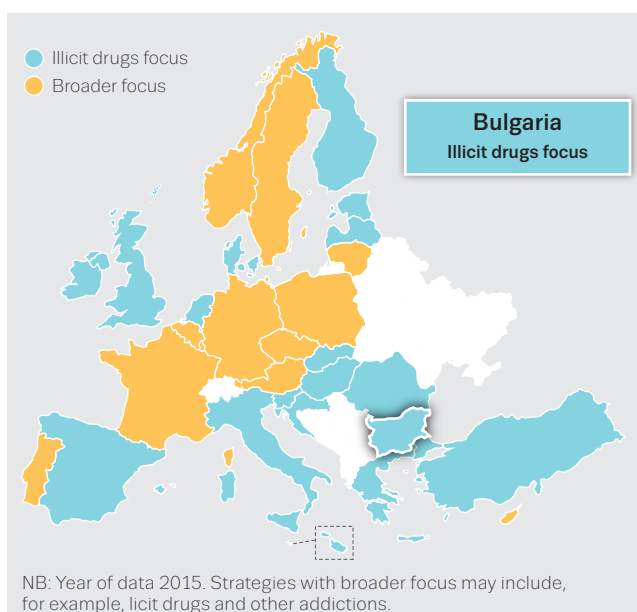 Illicit drugs focus
Broader focus
Bulgaria
Illicit drugs focus
NB: Year of data 2015. Strategies with broader focus may include,
for example, licit drugs and other addictions.